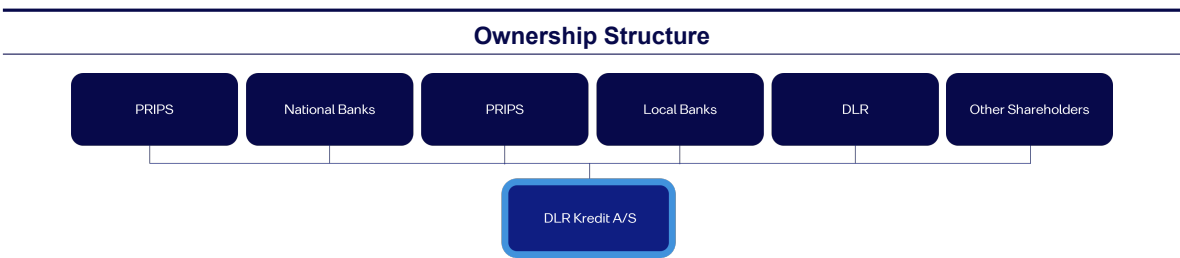 Ownership Structure
PRIPS
National Banks
PRIPS
Local Banks
DLR
Other Shareholders
DLR Kredit A/S